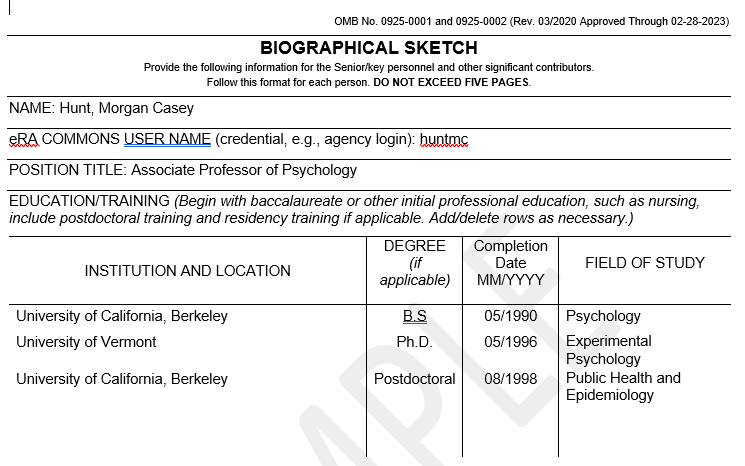 OMB No. 0925-0001 and 0925-0002 (Rev. 03/2020 Approved Through 02-28-2023)
BIOGRAPHICAL SKETCH
Provide the following information for the Senior/key personnel and other significant contributors.
Follow this format for each person. DO NOT EXCEED FIVE PAGES.
NAME: Hunt, Morgan Casey
eRA COMMONS USER NAME (credential, e.g., agency login): huntmc
POSITION TITLE: Associate Professor of Psychology
EDUCATION/TRAINING (Begin with baccalaureate or other initial professional education, such as nursing,
include postdoctoral training and residency training if applicable. Add/delete rows as necessary.)
INSTITUTION AND LOCATION
DEGREE
(if
applicable)
Completion
Date
MM/YYYY
FIELD OF STUDY
University of California, Berkeley B.S 05/1990 Psychology
University of Vermont Ph.D. 05/1996 Experimental
Psychology
University of California, Berkeley Postdoctoral 08/1998 Public Health and
Epidemiology
MPLE